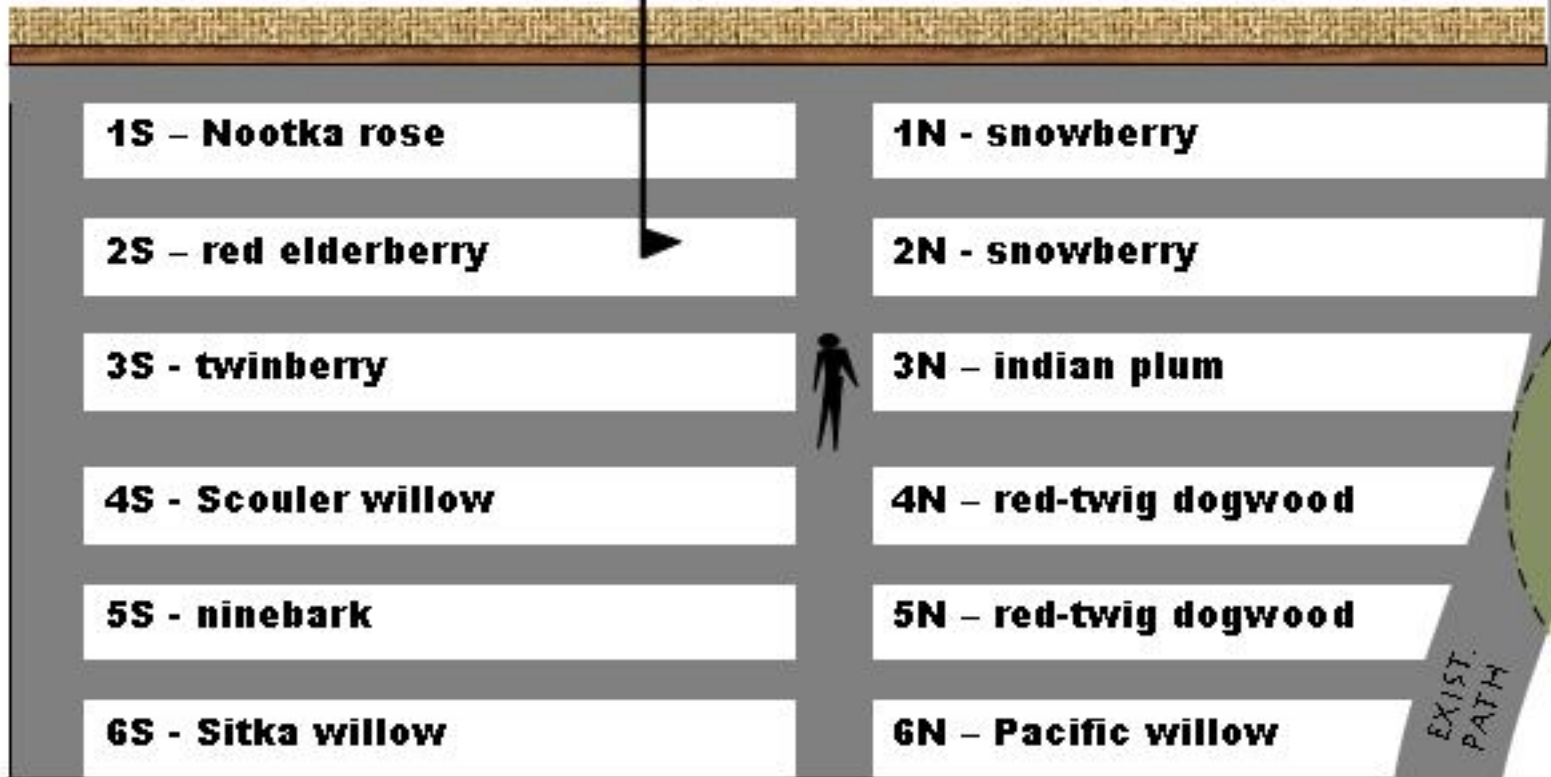 1S – Nootka rose
1N - snowberry
2S – red elderberry
2N - snowberry
3S - twinberry
3N – indian plum
4S - Scouler willow
4N – red-twig dogwood
5S - ninebark
5N – red-twig dogwood
6S - Sitka willow
6N – Pacific willow
EXIST.
PATH